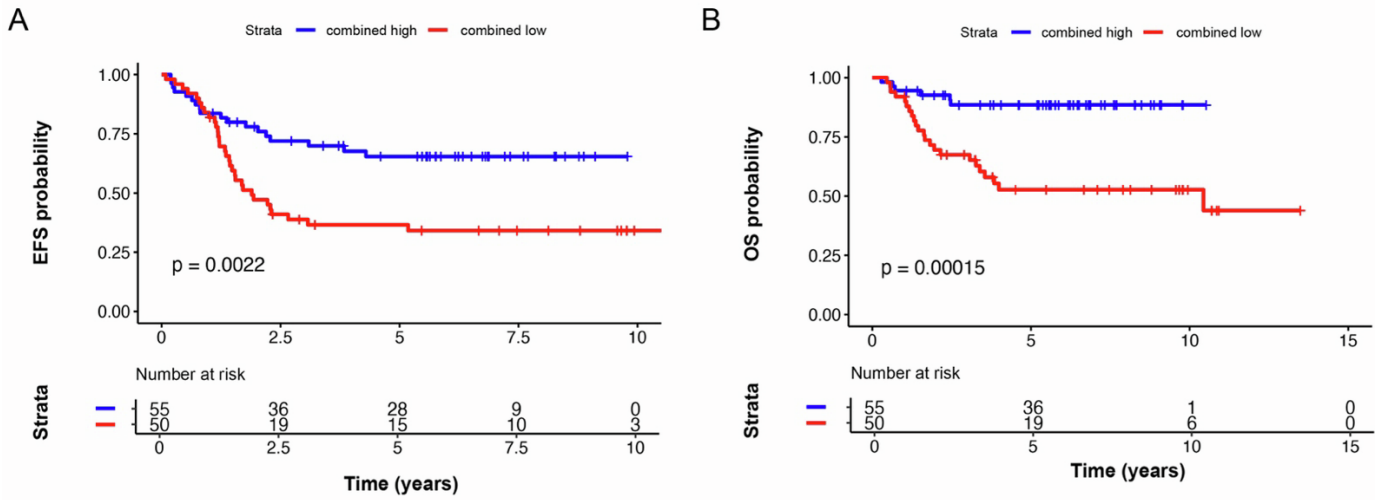 A
Strata combined high combined low
EFS probability
1.00
0.75
0.50
0.25
0.00
p = 0.0022
0 2.5 5 7.5 10
Number at risk
Strata
55 36 28 9 0
50 19 15 10 3
0 2.5 5 7.5 10
Time (years)
B
Strata combined high combined low
OS probability
1.00
0.75
0.50
0.25
0.00
p = 0.00015
0 5 10 15
Number at risk
Strata
55 36 1 0
50 19 6 0
0 5 10 15
Time (years)